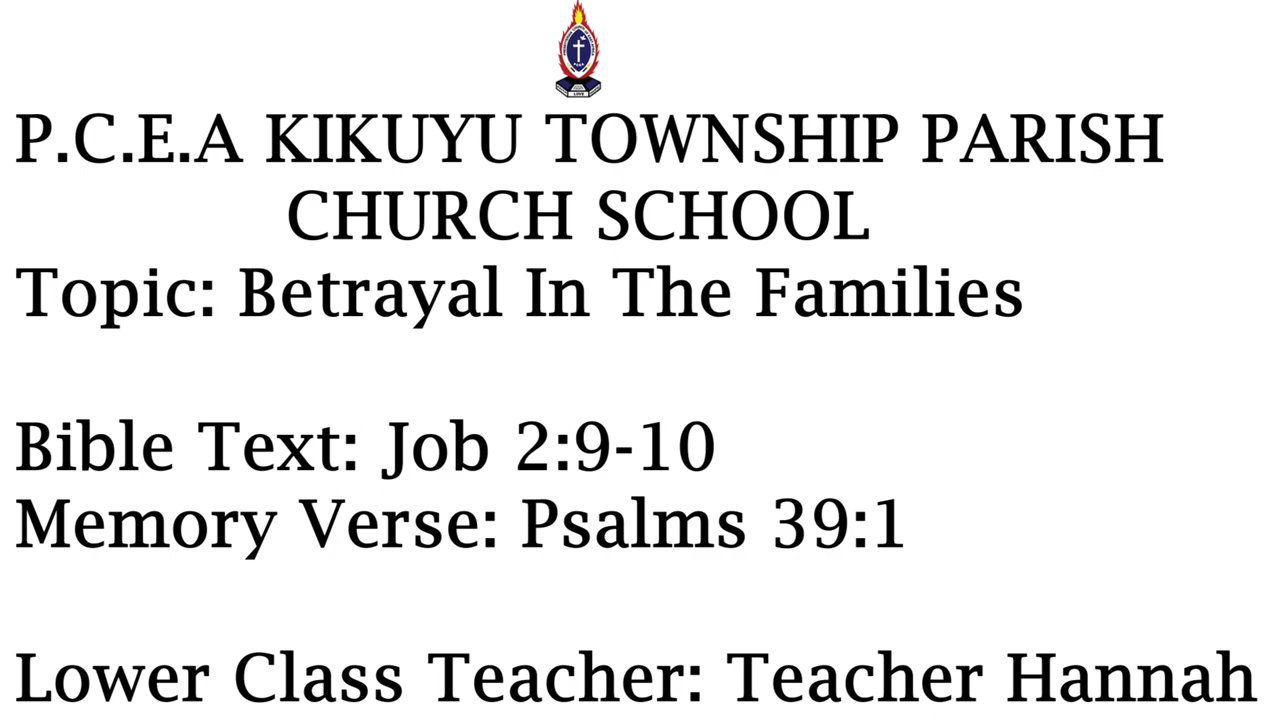 P.C.E.A KIKUYU TOWNSHIP PARISH
CHURCH SCHOOL
Topic: Betrayal In The Families
Bible Text: Job 2:9-10
Memory Verse: Psalms 39:1
Lower Class Teacher: Teacher Hannah